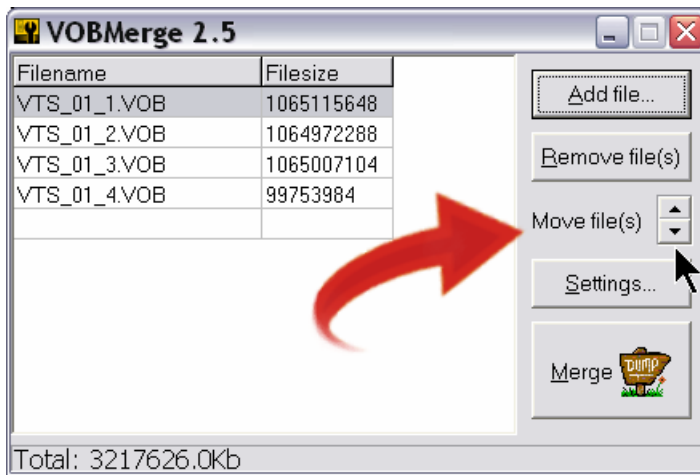 VOBMerge 2.5
Filename Filesize
VTS_01_1.VOB 1065115648
VTS_01_2.VOB 1064972288
VTS_01_3.VOB 1065007104
VTS_01_4.VOB 99753984
Add file...
Remove file(s)
Move file(s)
Settings...
Merge
DUMP
Total: 3217626.0Kb